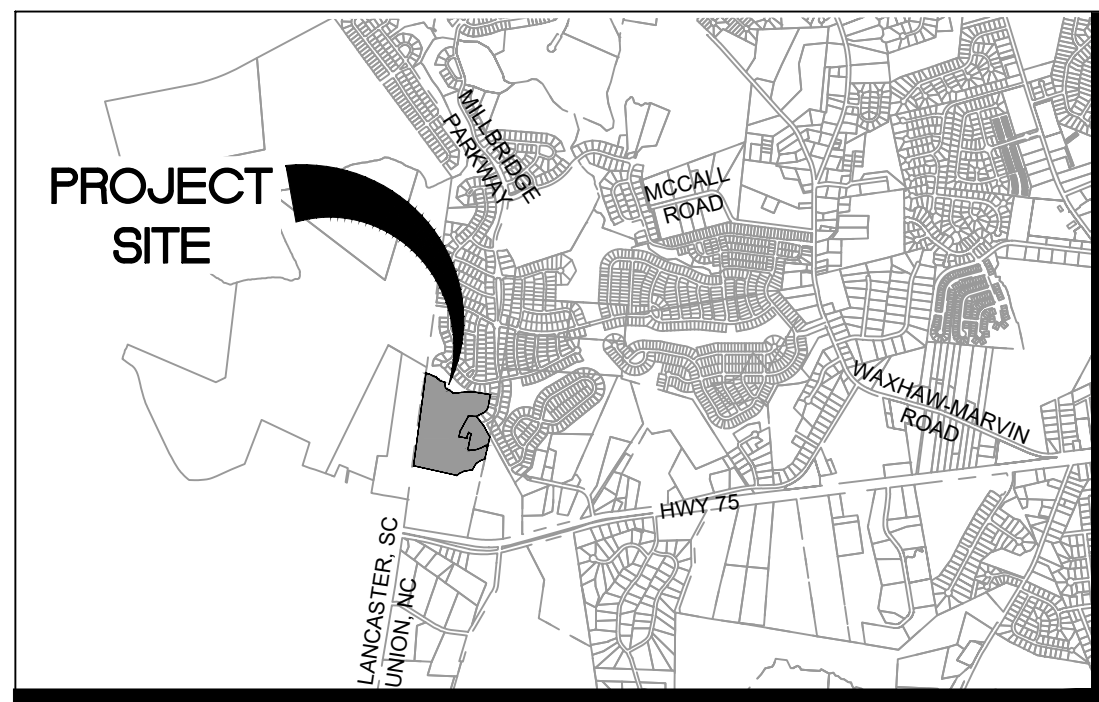 MILLBRIDGE
PARKWAY
PROJECT
SITE
MCCALL
ROAD
WAXHAW-MARVIN
ROAD
HWY 75
LANCASTER, SC
UNION, NC